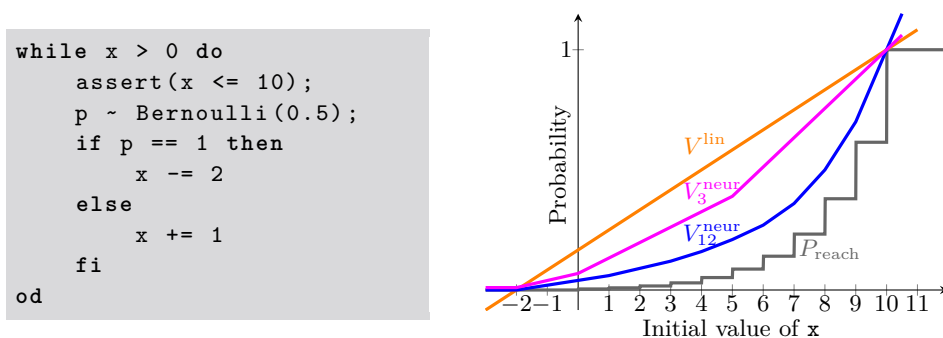 while x > 0 do
    assert(x <= 10);
    p ~ Bernoulli(0.5);
    if p == 1 then
        x -= 2
    else
        x += 1
    fi
od
Probability
1
V^lin
V_3^neur
V_12^neur
P_reach
−2 −1 1 2 3 4 5 6 7 8 9 10 11
Initial value of x